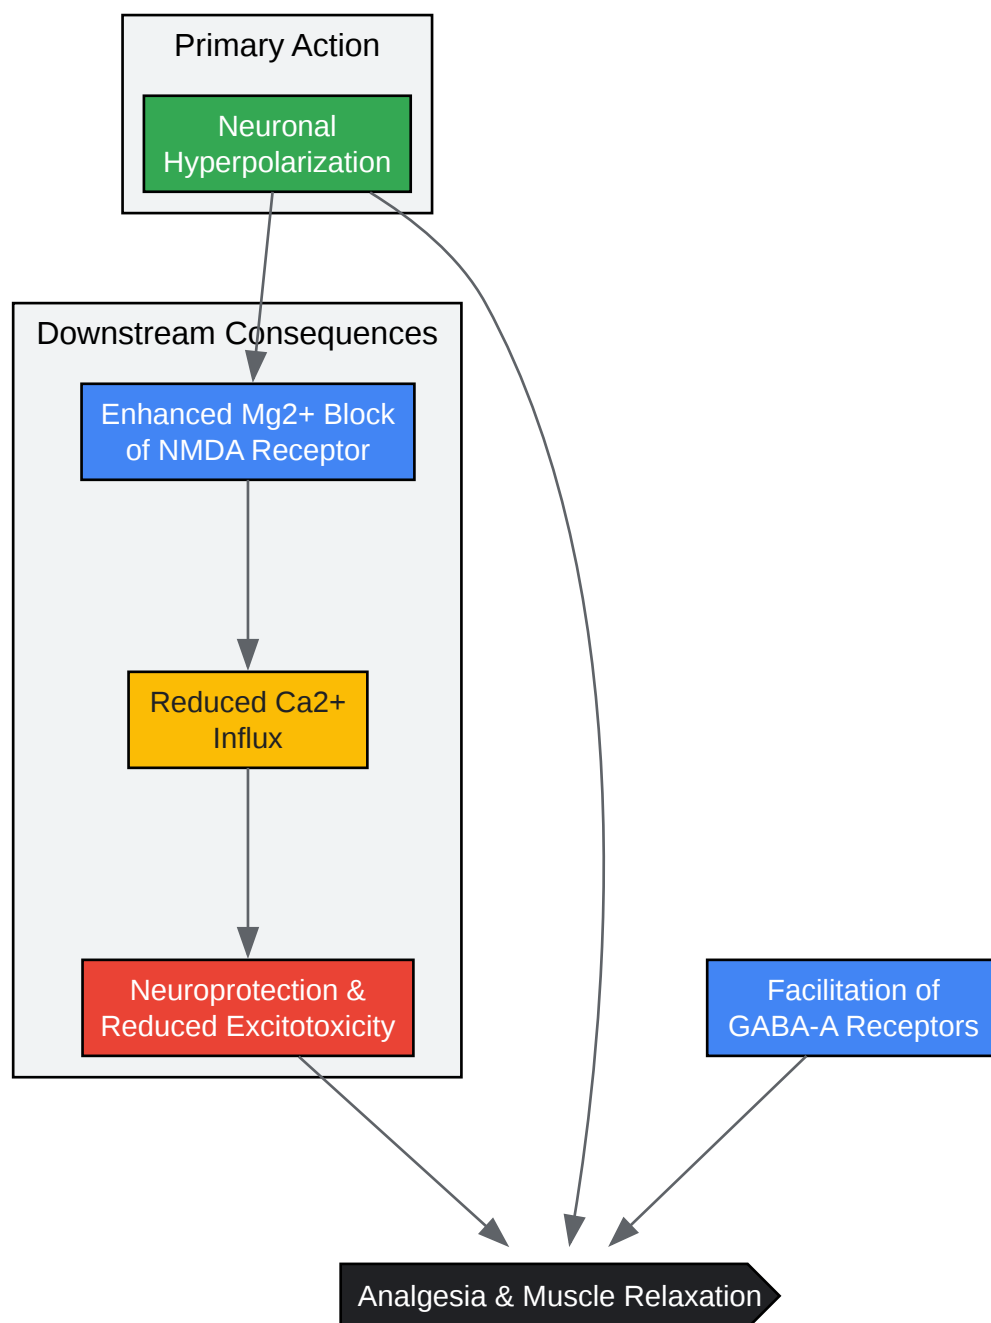 Primary Action
Neuronal
Hyperpolarization
Downstream Consequences
Enhanced Mg2+ Block
of NMDA Receptor
Reduced Ca2+
Influx
Neuroprotection &
Reduced Excitotoxicity
Facilitation of
GABA-A Receptors
Analgesia & Muscle Relaxation